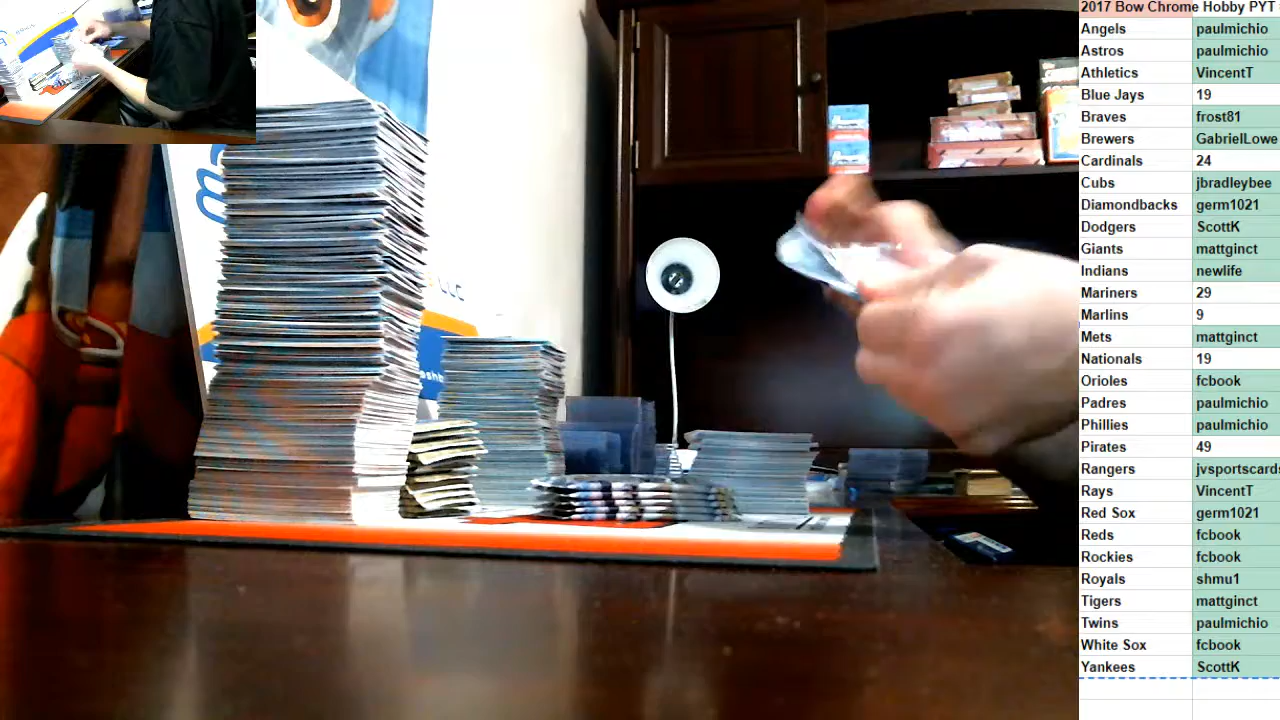 2017 Bow Chrome Hobby PYT
Angels paulmichio
Astros paulmichio
Athletics VincentT
Blue Jays 19
Braves frost81
Brewers GabrielLowe
Cardinals 24
Cubs jbradleybee
Diamondbacks germ1021
Dodgers ScottK
Giants mattginct
Indians newlife
Mariners 29
Marlins 9
Mets mattginct
Nationals 19
Orioles fcbook
Padres paulmichio
Phillies paulmichio
Pirates 49
Rangers jvsportscards
Rays VincentT
Red Sox germ1021
Reds fcbook
Rockies fcbook
Royals shmu1
Tigers mattginct
Twins paulmichio
White Sox fcbook
Yankees ScottK
LLC